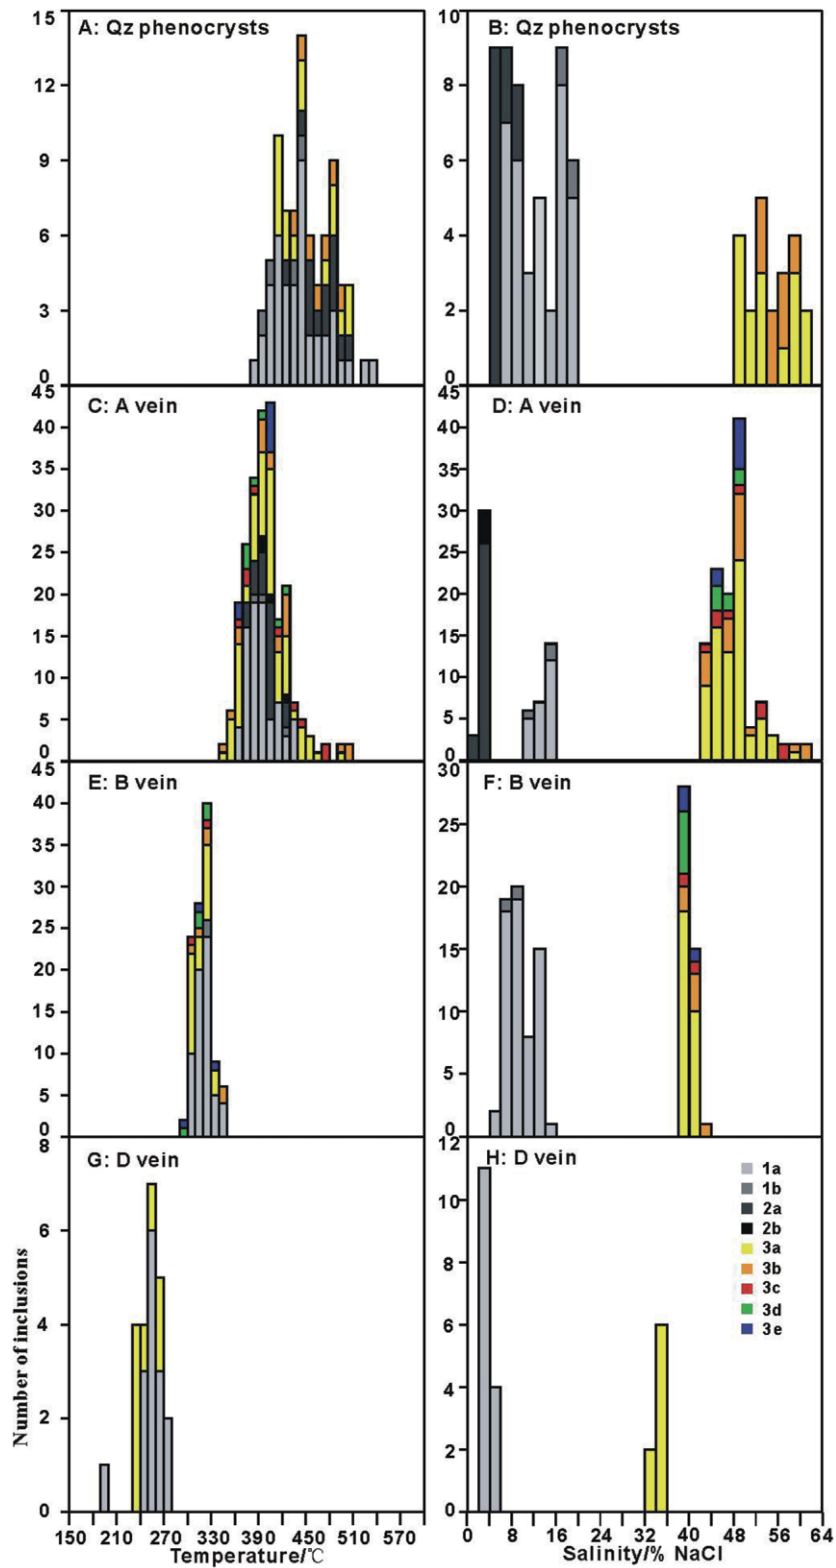 A: Qz phenocrysts
15
12
9
6
3
0
B: Qz phenocrysts
10
8
6
4
2
0
C: A vein
45
40
35
30
25
20
15
10
5
0
D: A vein
45
40
35
30
25
20
15
10
5
0
E: B vein
45
40
35
30
25
20
15
10
5
0
F: B vein
30
25
20
15
10
5
0
G: D vein
8
6
4
2
0
Number of inclusions
150 210 270 330 390 450 510 570
Temperature/℃
H: D vein
12
10
8
6
4
2
0
1a
1b
2a
2b
3a
3b
3c
3d
3e
0 8 16 24 32 40 48 56 64
Salinity/% NaCl